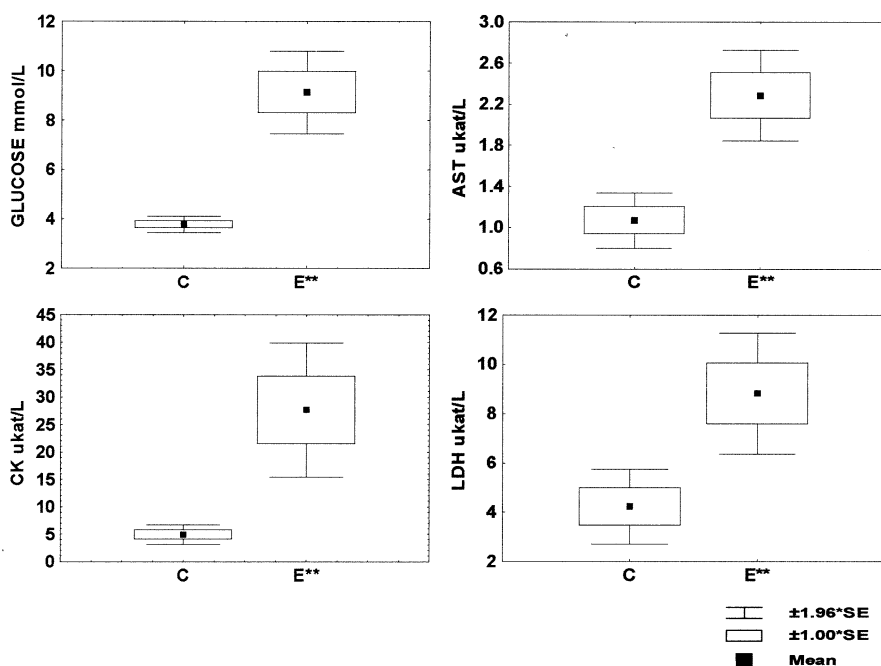 GLUCOSE mmol/L
12
10
8
6
4
2
C
E**
AST ukat/L
3.0
2.6
2.2
1.8
1.4
1.0
0.6
C
E**
CK ukat/L
45
40
35
30
25
20
15
10
5
0
C
E**
LDH ukat/L
12
10
8
6
4
2
C
E**
±1.96*SE
±1.00*SE
Mean